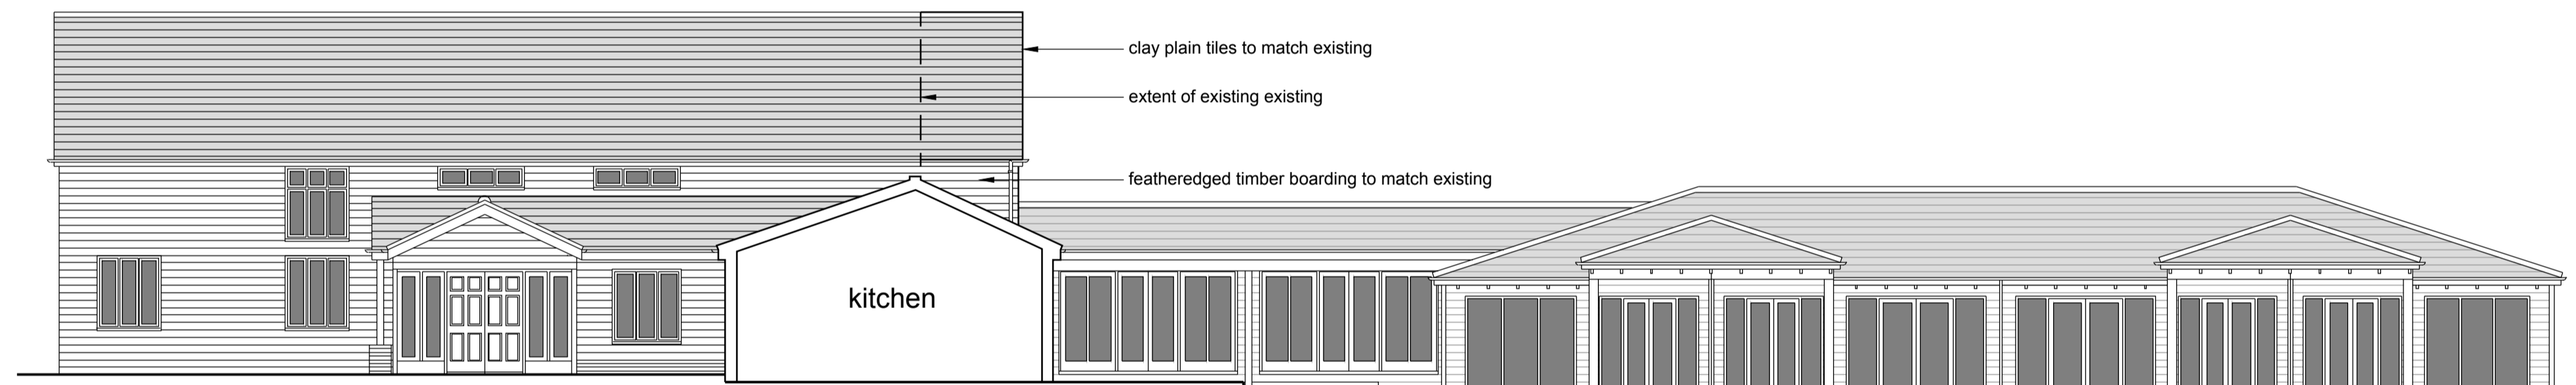 clay plain tiles to match existing
extent of existing existing
featheredged timber boarding to match existing
kitchen